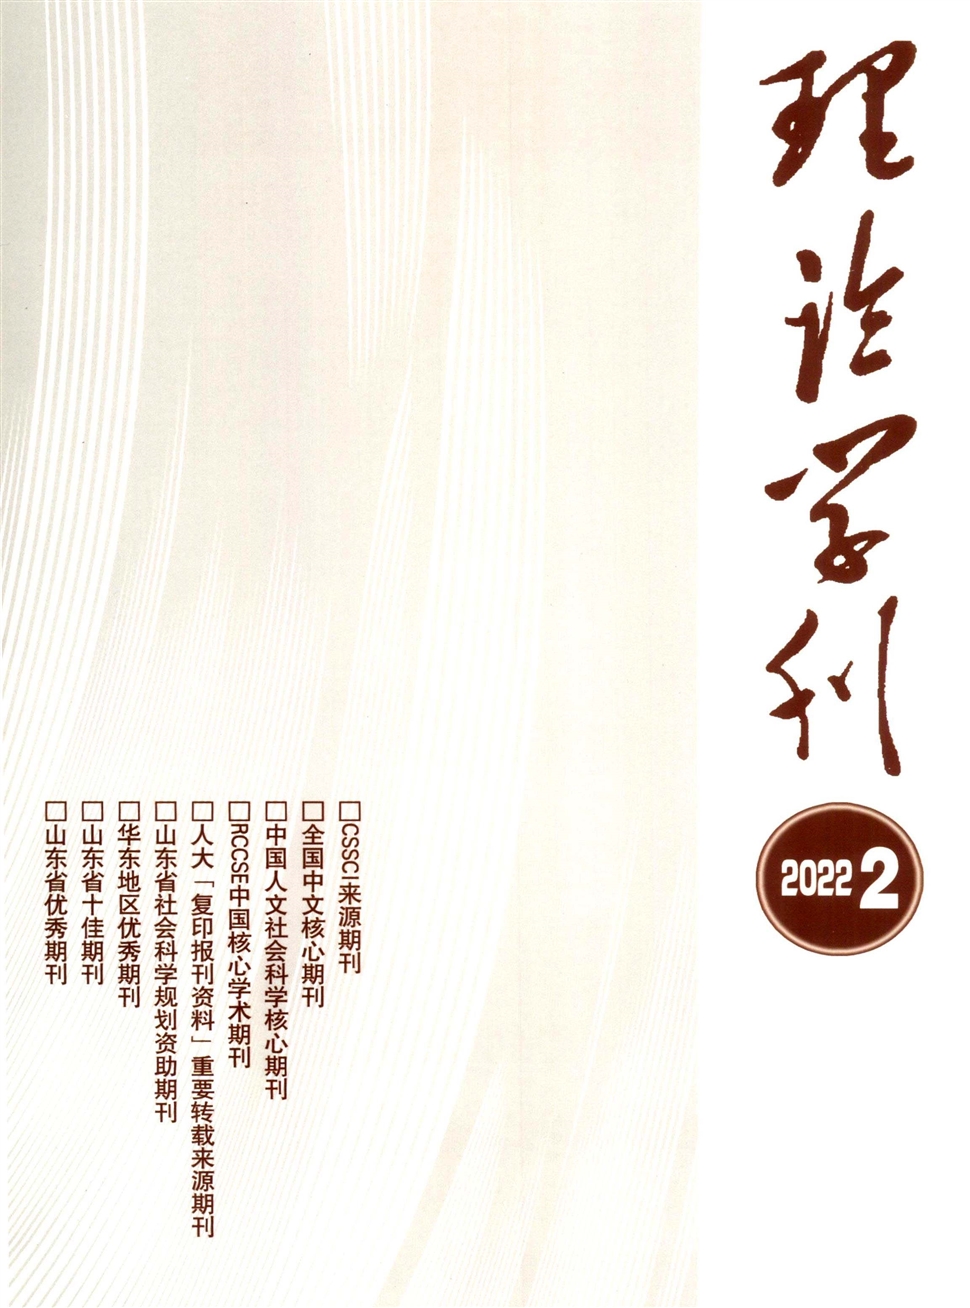 理论学刊
2022 2
□CSSCI来源期刊
□全国中文核心期刊
□中国人文社会科学核心期刊
□RCCSE中国核心学术期刊
□人大「复印报刊资料」重要转载来源期刊
□山东省社会科学规划资助期刊
□华东地区优秀期刊
□山东省十佳期刊
□山东省优秀期刊